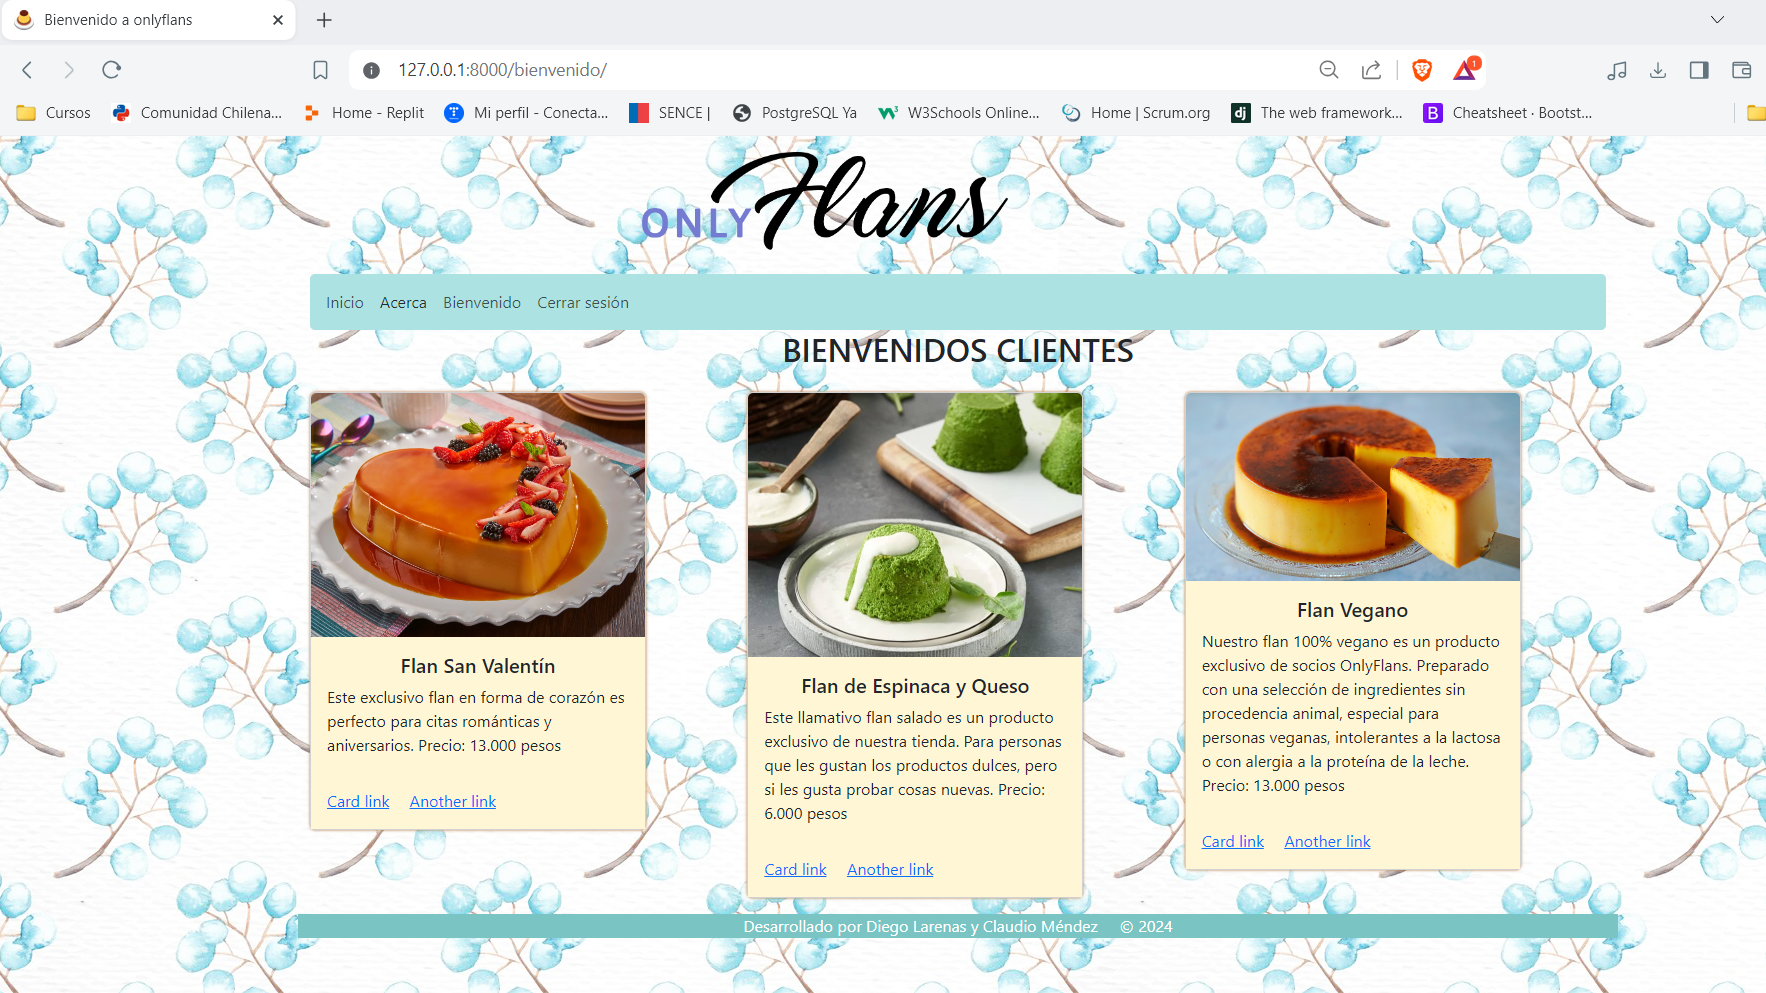 Bienvenido a onlyflans
127.0.0.1:8000/bienvenido/
1
Cursos
Comunidad Chilena...
Home - Replit
Mi perfil - Conecta...
SENCE |
PostgreSQL Ya
W3Schools Online...
Home | Scrum.org
dj The web framework...
B Cheatsheet · Bootst...
ONLY Flans
Inicio Acerca Bienvenido Cerrar sesión
BIENVENIDOS CLIENTES
Flan San Valentín
Este exclusivo flan en forma de corazón es
perfecto para citas románticas y
aniversarios. Precio: 13.000 pesos
Card link Another link
Flan de Espinaca y Queso
Este llamativo flan salado es un producto
exclusivo de nuestra tienda. Para personas
que les gustan los productos dulces, pero
si les gusta probar cosas nuevas. Precio:
6.000 pesos
Card link Another link
Flan Vegano
Nuestro flan 100% vegano es un producto
exclusivo de socios OnlyFlans. Preparado
con una selección de ingredientes sin
procedencia animal, especial para
personas veganas, intolerantes a la lactosa
o con alergia a la proteína de la leche.
Precio: 13.000 pesos
Card link Another link
Desarrollado por Diego Larenas y Claudio Méndez © 2024